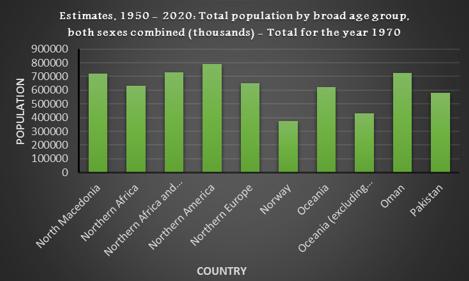 Estimates, 1950 - 2020: Total population by broad age group,
both sexes combined (thousands) - Total for the year 1970
900000
800000
700000
600000
500000
400000
300000
200000
100000
0
POPULATION
North Macedonia
Northern Africa
Northern Africa and...
Northern America
Northern Europe
Norway
Oceania
Oceania (excluding...
Oman
Pakistan
COUNTRY